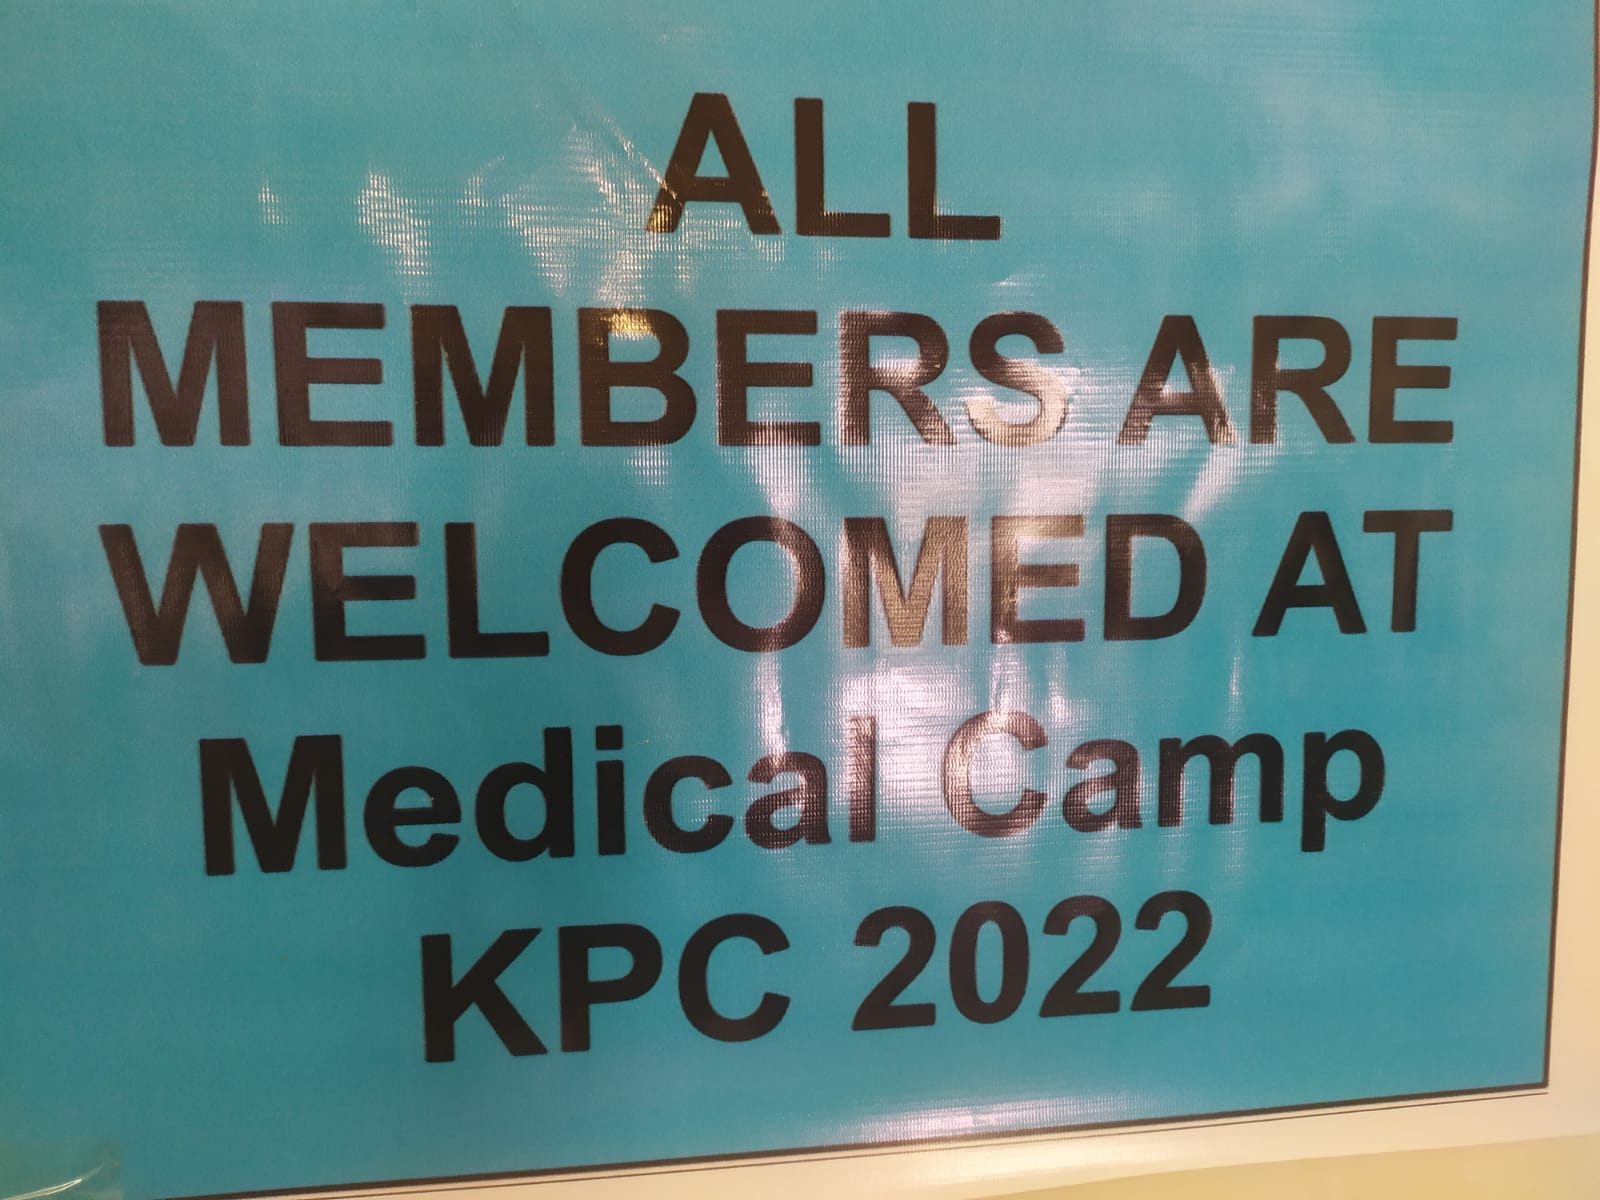 ALL
MEMBERS ARE
WELCOMED AT
Medical Camp
KPC 2022